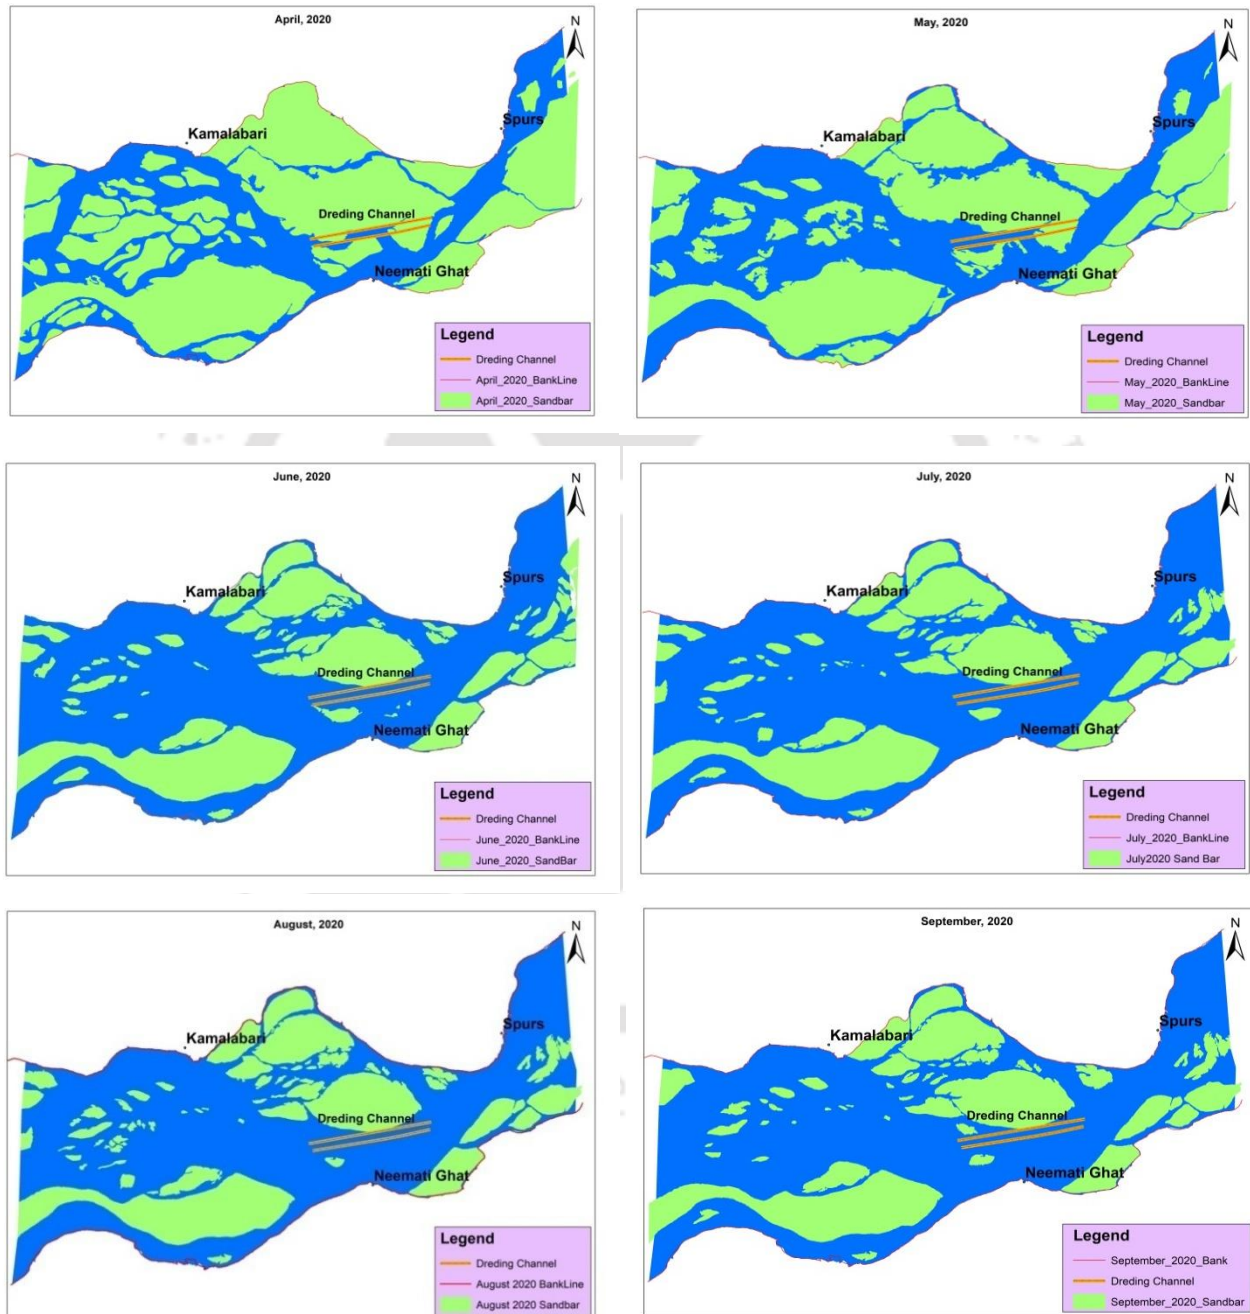 April, 2020
N
Kamalabari
Spurs
Dreding Channel
Neemati Ghat
Legend
Dreding Channel
April_2020_BankLine
April_2020_Sandbar
May, 2020
N
Kamalabari
Spurs
Dreding Channel
Neemati Ghat
Legend
Dreding Channel
May_2020_BankLine
May_2020_Sandbar
June, 2020
N
Kamalabari
Spurs
Dreding Channel
Neemati Ghat
Legend
Dreding Channel
June_2020_BankLine
June_2020_SandBar
July, 2020
N
Kamalabari
Spurs
Dreding Channel
Neemati Ghat
Legend
Dreding Channel
July_2020_BankLine
July2020 Sand Bar
August, 2020
N
Kamalabari
Spurs
Dreding Channel
Neemati Ghat
Legend
Dreding Channel
August 2020 BankLine
August 2020 Sandbar
September, 2020
N
Kamalabari
Spurs
Dreding Channel
Neemati Ghat
Legend
September_2020_Bank
Dreding Channel
September_2020_Sandbar